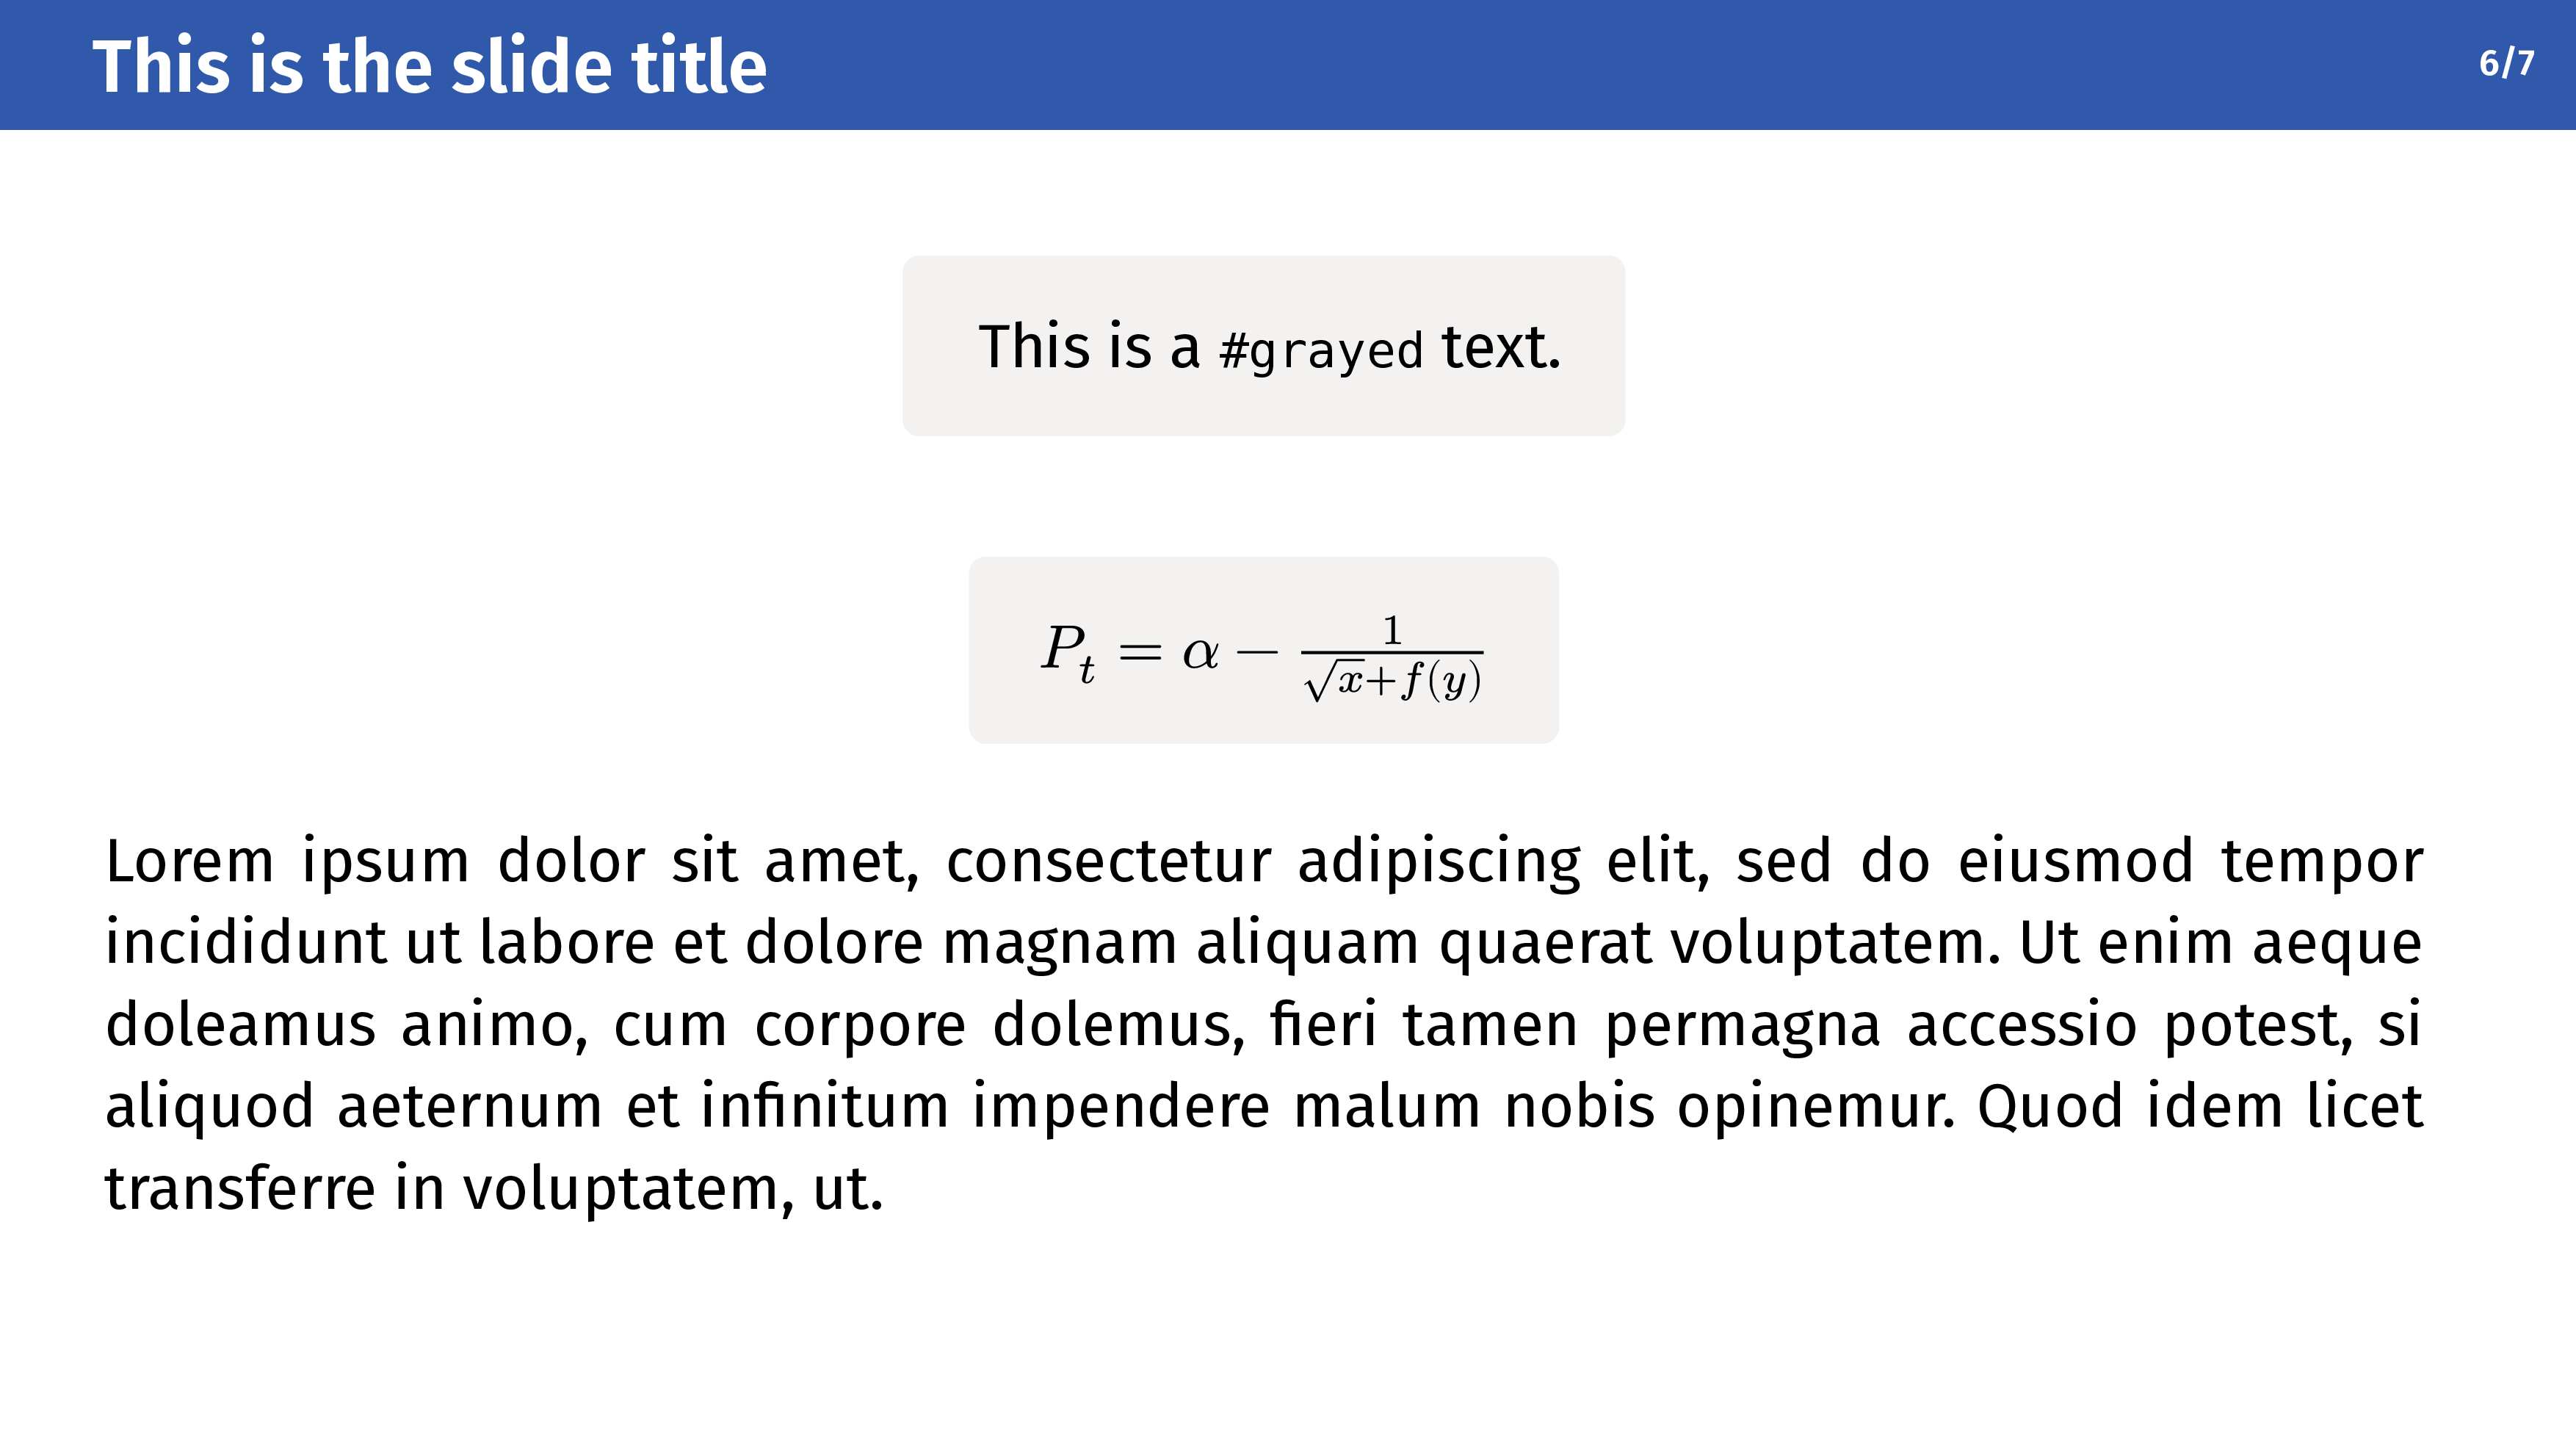 This is the slide title
6/7
This is a #grayed text.
P_t = α − 1/(√x+f(y))
Lorem ipsum dolor sit amet, consectetur adipiscing elit, sed do eiusmod tempor
incididunt ut labore et dolore magnam aliquam quaerat voluptatem. Ut enim aeque
doleamus animo, cum corpore dolemus, fieri tamen permagna accessio potest, si
aliquod aeternum et infinitum impendere malum nobis opinemur. Quod idem licet
transferre in voluptatem, ut.